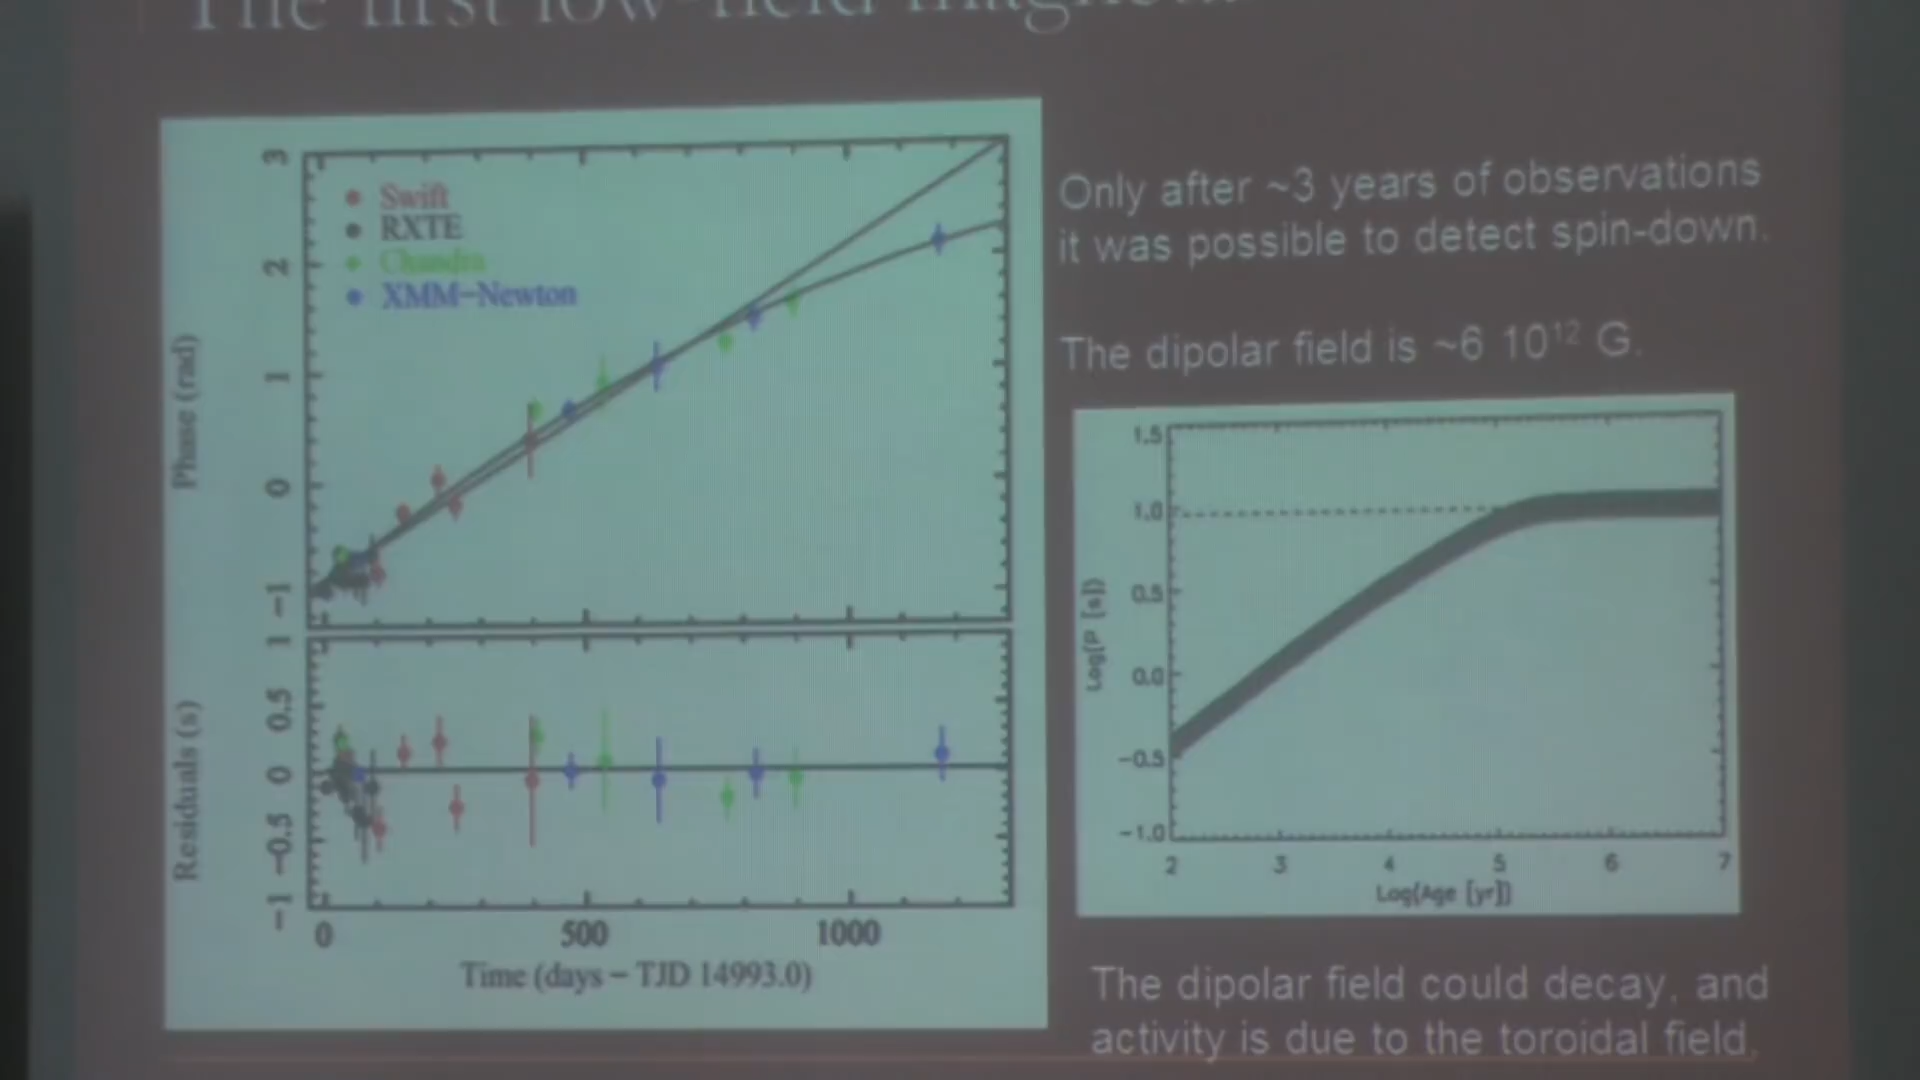 The first low-field
3
2
1
0
−1
Phase (rad)
Swift
RXTE
Chandra
XMM−Newton
1
0.5
0
−0.5
−1
Residuals (s)
0 500 1000
Time (days − TJD 14993.0)
Only after ~3 years of observations
it was possible to detect spin-down.
The dipolar field is ~6 10¹² G.
1.5
1.0
0.5
0.0
−0.5
−1.0
Log(P [s])
2 3 4 5 6 7
Log(Age [yr])
The dipolar field could decay, and
activity is due to the toroidal field.